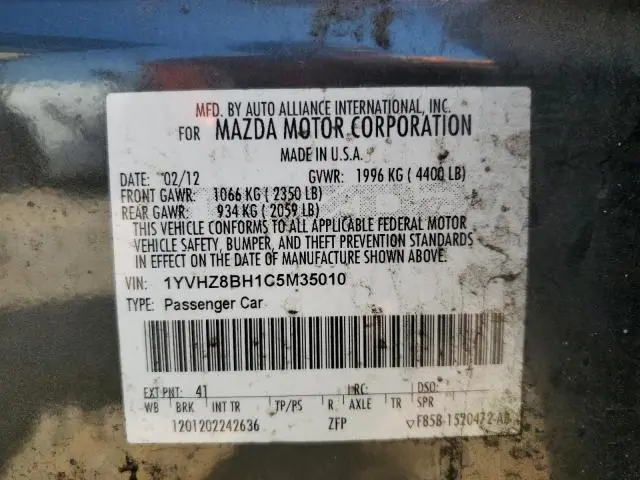 MFD. BY AUTO ALLIANCE INTERNATIONAL, INC.
FOR MAZDA MOTOR CORPORATION
MADE IN U.S.A.
DATE: 02/12 GVWR: 1996 KG ( 4400 LB)
FRONT GAWR: 1066 KG ( 2350 LB)
REAR GAWR: 934 KG ( 2059 LB)
THIS VEHICLE CONFORMS TO ALL APPLICABLE FEDERAL MOTOR
VEHICLE SAFETY, BUMPER, AND THEFT PREVENTION STANDARDS
IN EFFECT ON THE DATE OF MANUFACTURE SHOWN ABOVE.
VIN: 1YVHZ8BH1C5M35010
TYPE: Passenger Car
EXT PNT: 41 RC: DSO:
WB BRK INT TR TP/PS R AXLE TR SPR
1201202242636 ZFP F85B-1520472-AB